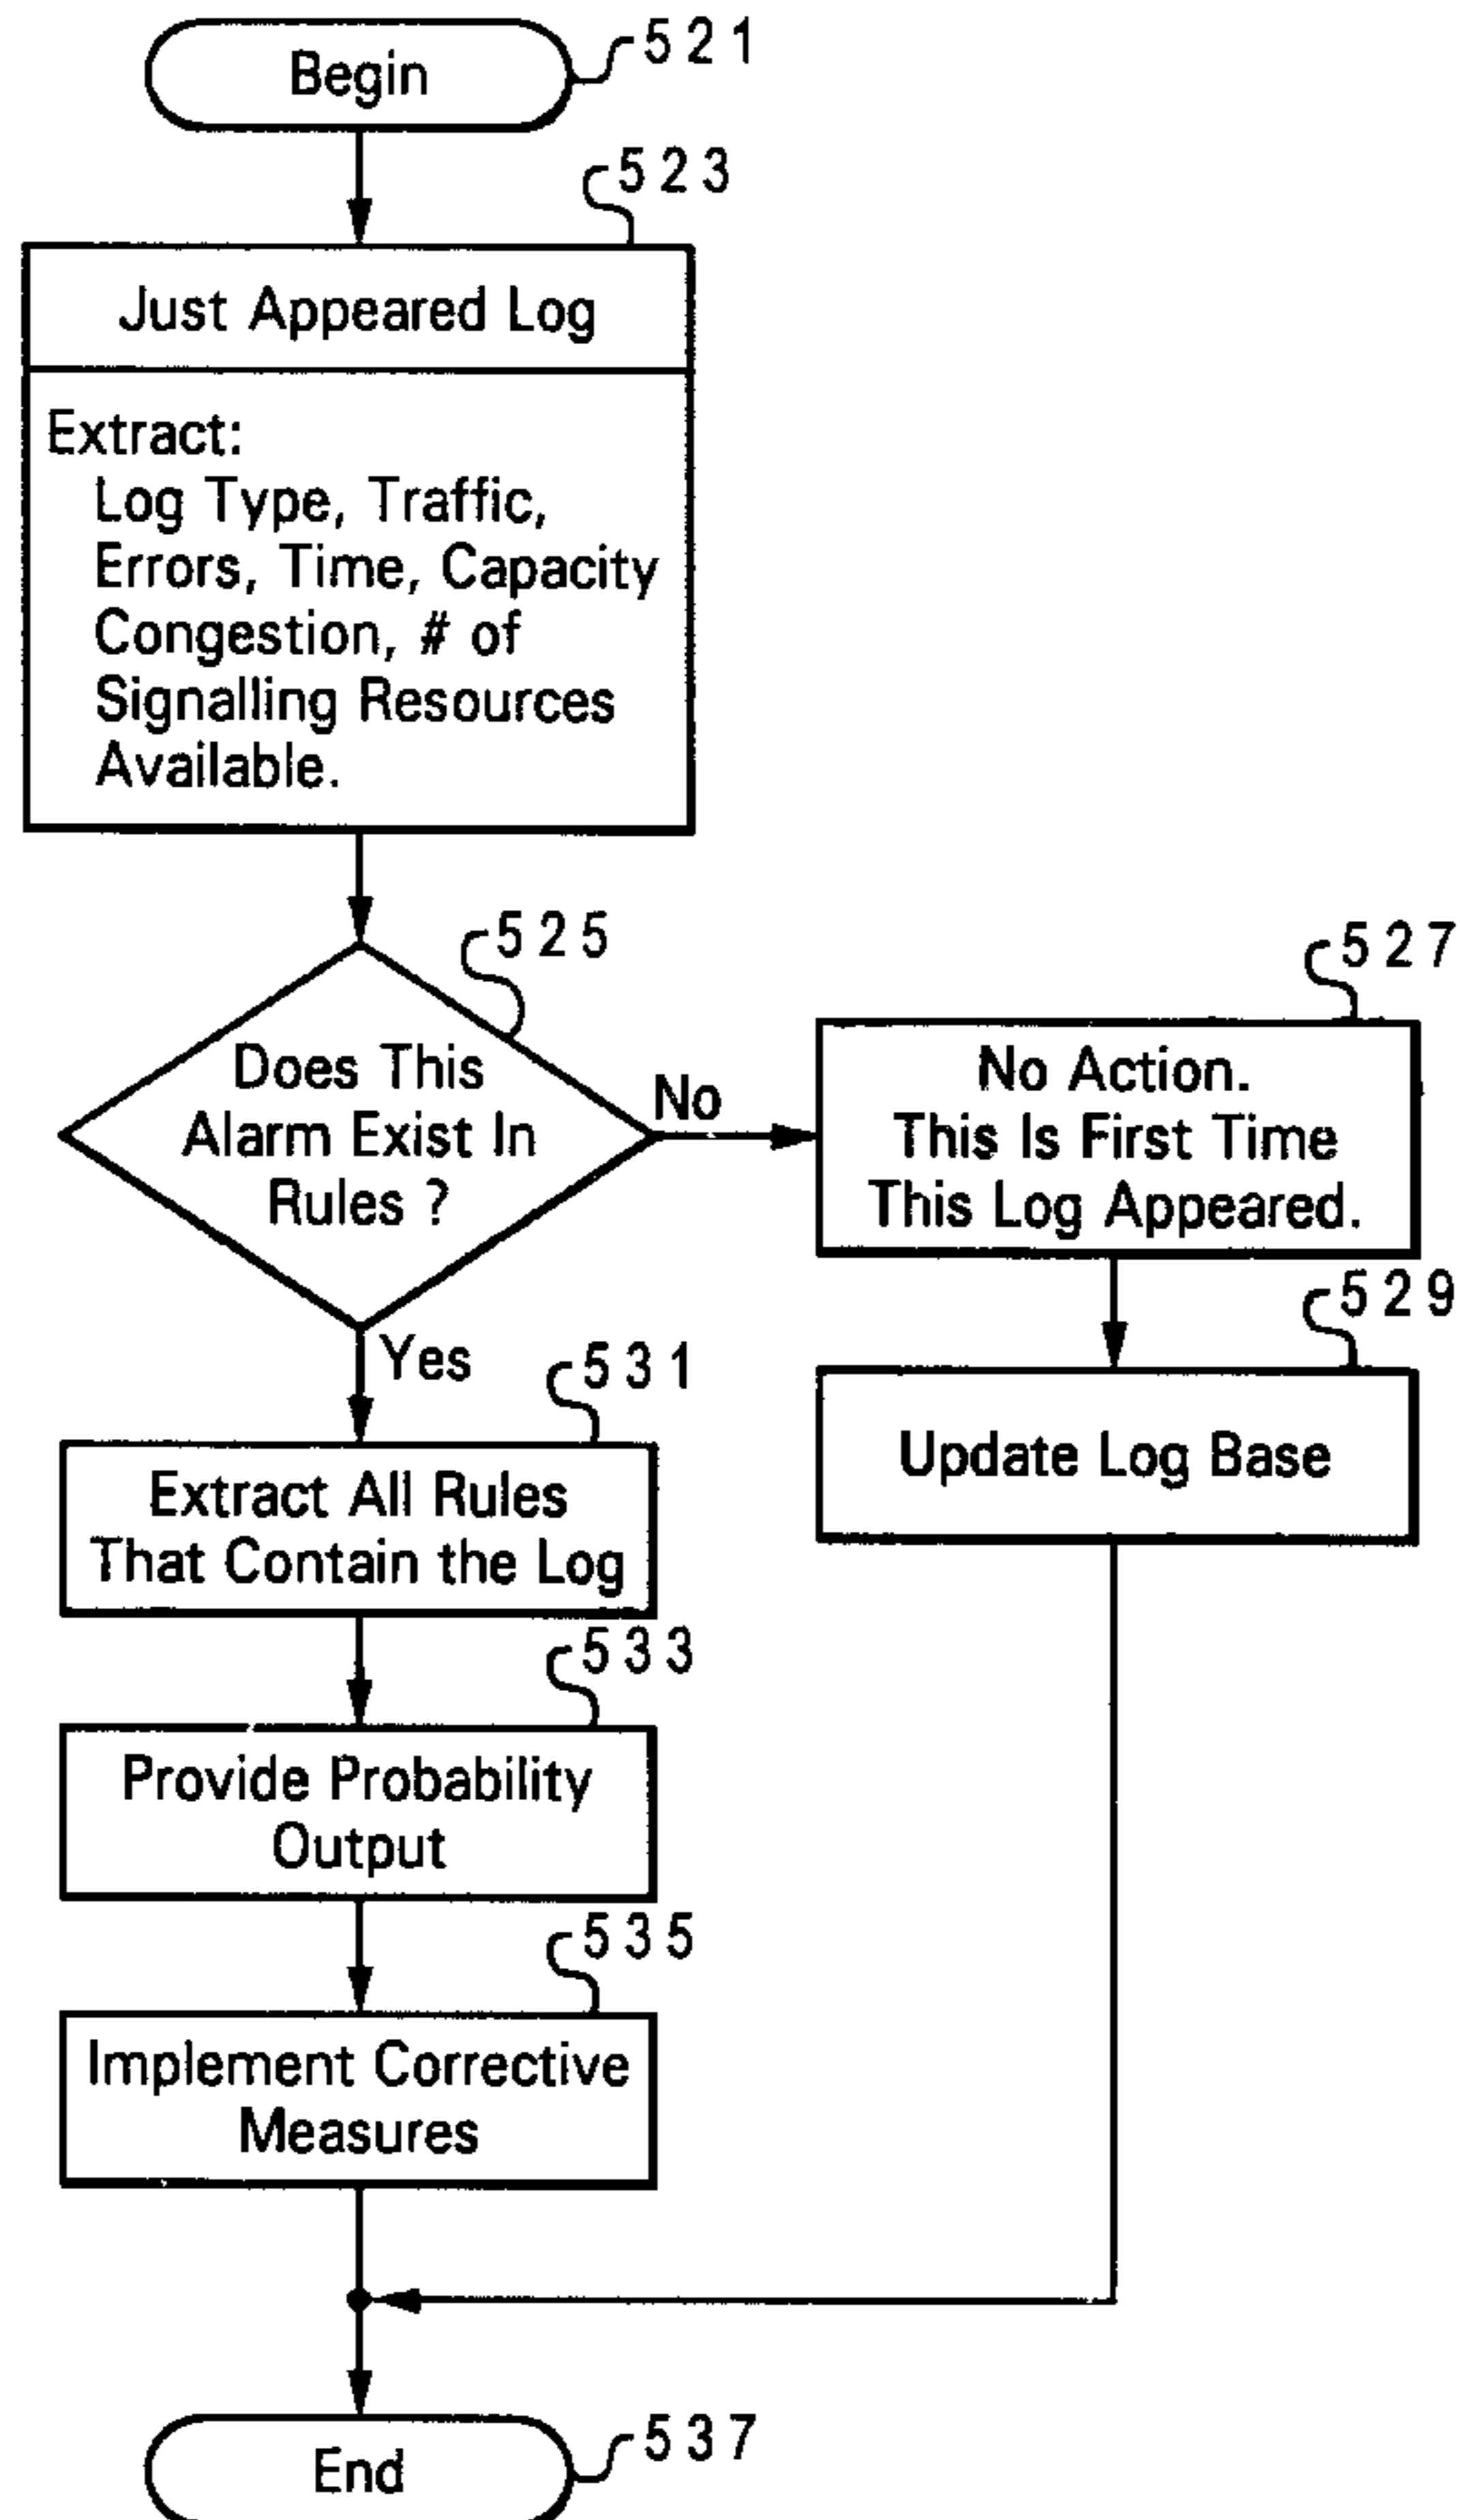 Begin
521
523
Just Appeared Log
Extract:
Log Type, Traffic,
Errors, Time, Capacity
Congestion, # of
Signalling Resources
Available.
525
Does This
Alarm Exist In
Rules ?
No
527
No Action.
This Is First Time
This Log Appeared.
529
Update Log Base
Yes
531
Extract All Rules
That Contain the Log
533
Provide Probability
Output
535
Implement Corrective
Measures
End
537